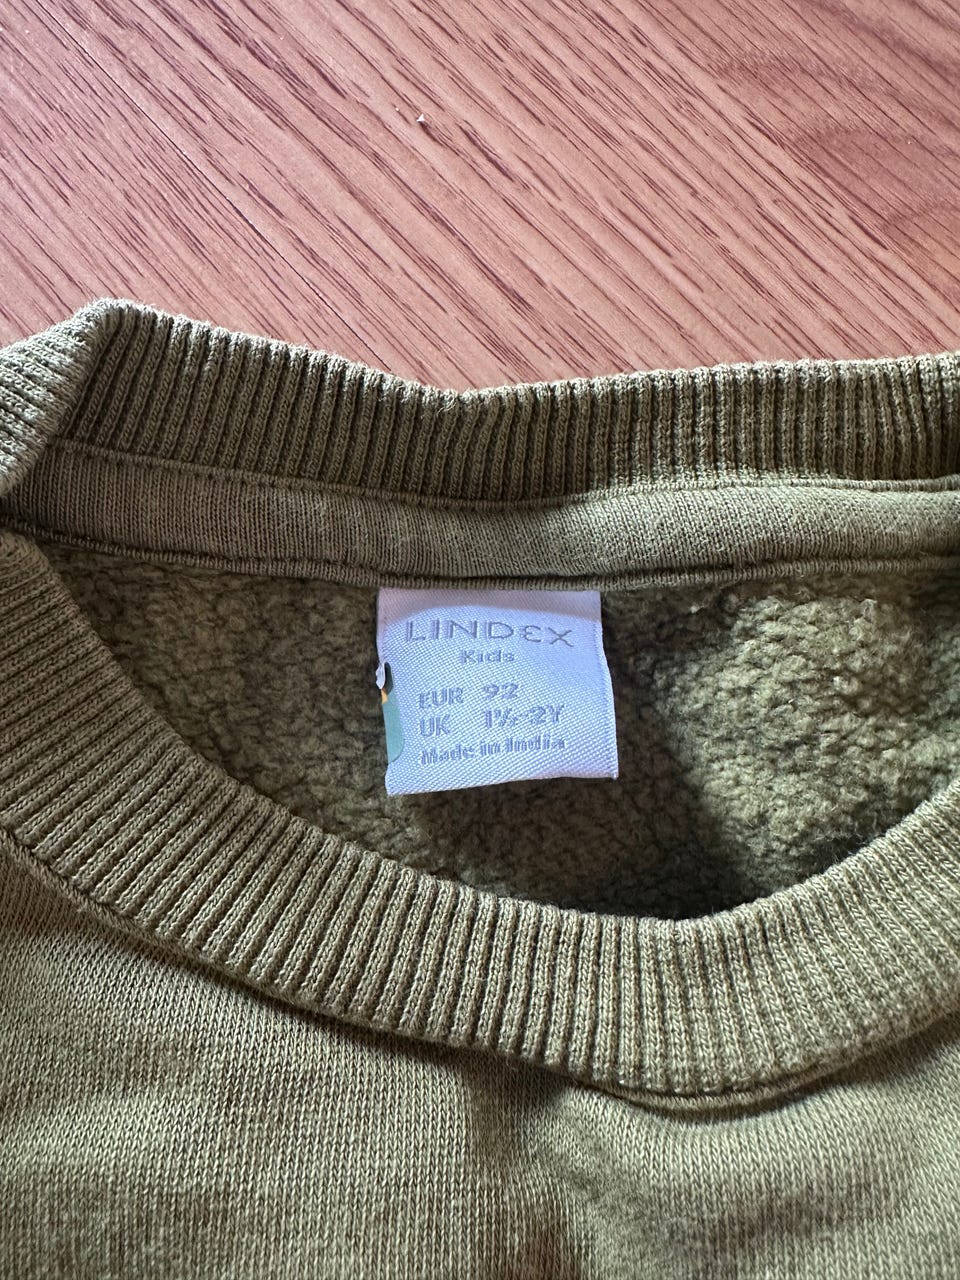 LINDEX
Kids
EUR 92
UK 1½-2Y
Made in India